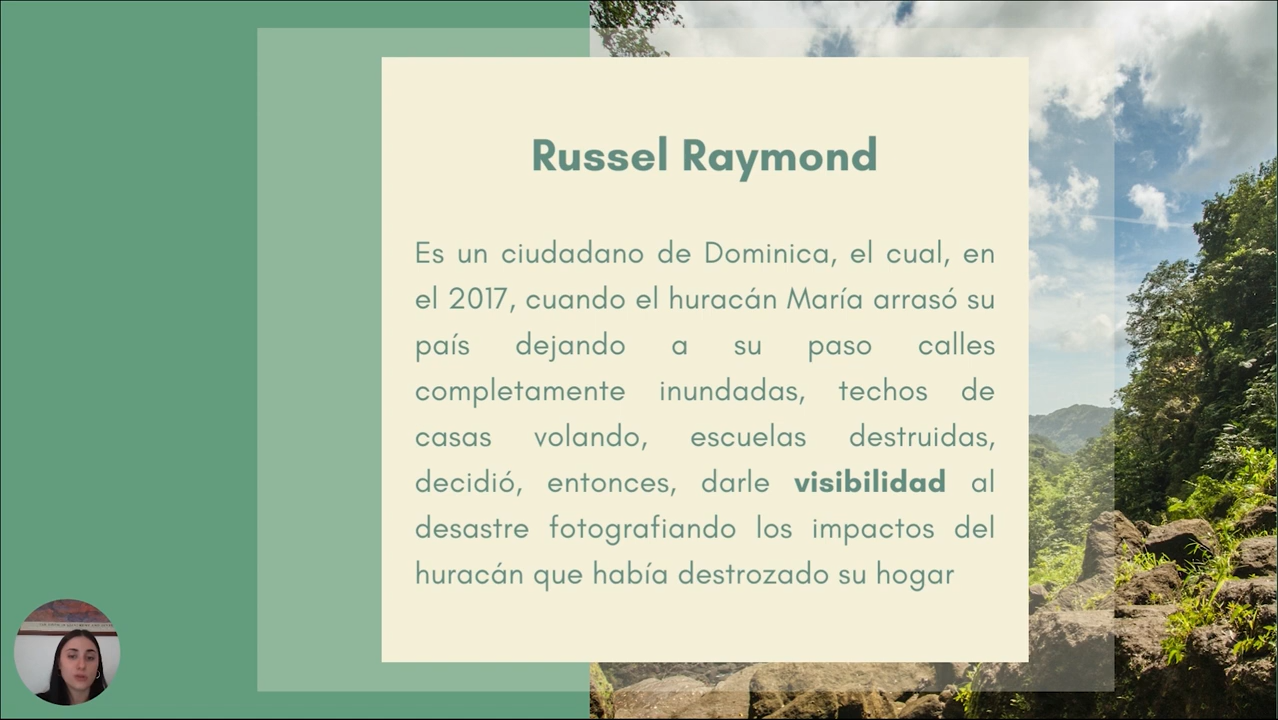 Russel Raymond
Es un ciudadano de Dominica, el cual, en
el 2017, cuando el huracán María arrasó su
país dejando a su paso calles
completamente inundadas, techos de
casas volando, escuelas destruidas,
decidió, entonces, darle visibilidad al
desastre fotografiando los impactos del
huracán que había destrozado su hogar